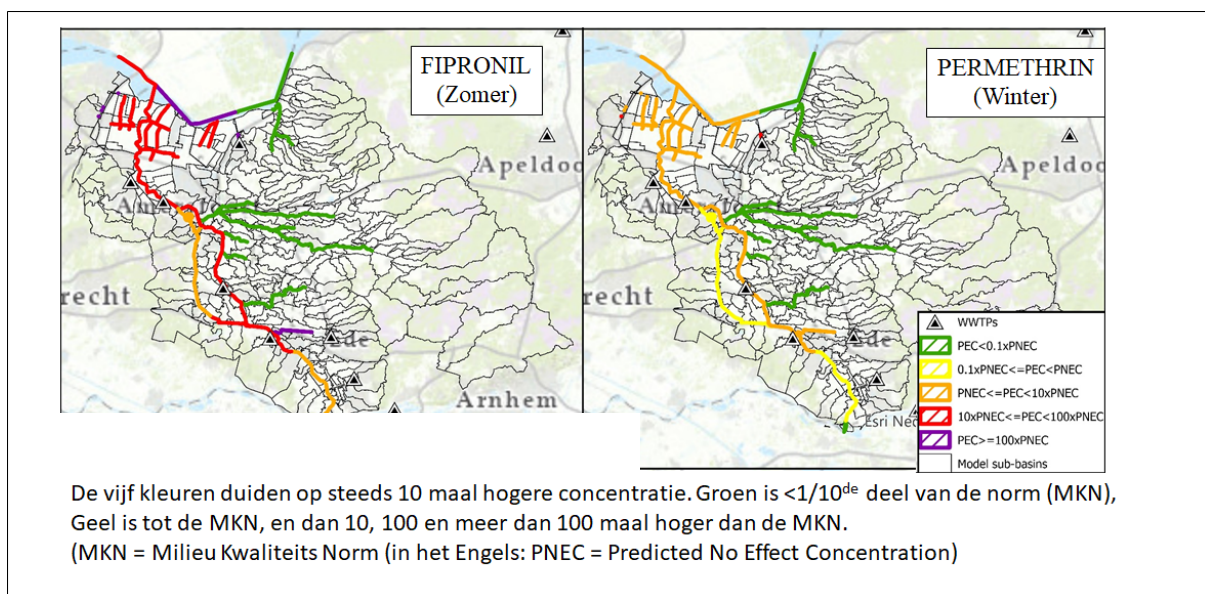 FIPRONIL
(Zomer)
PERMETHRIN
(Winter)
Apeldoo
Apeldoo
recht
recht
Ede
Ede
Arnhem
Esri Ned
WWTPs
PEC<0.1xPNEC
0.1xPNEC<=PEC<PNEC
PNEC<=PEC<10xPNEC
10xPNEC<=PEC<100xPNEC
PEC>=100xPNEC
Model sub-basins
De vijf kleuren duiden op steeds 10 maal hogere concentratie. Groen is <1/10de deel van de norm (MKN),
Geel is tot de MKN, en dan 10, 100 en meer dan 100 maal hoger dan de MKN.
(MKN = Milieu Kwaliteits Norm (in het Engels: PNEC = Predicted No Effect Concentration)